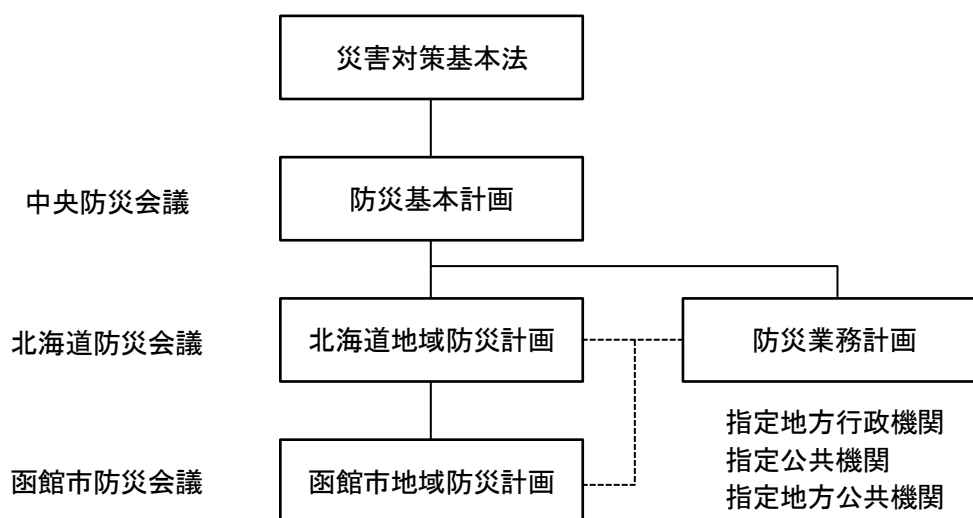 災害対策基本法
中央防災会議
防災基本計画
北海道防災会議
北海道地域防災計画
防災業務計画
指定地方行政機関
指定公共機関
指定地方公共機関
函館市防災会議
函館市地域防災計画